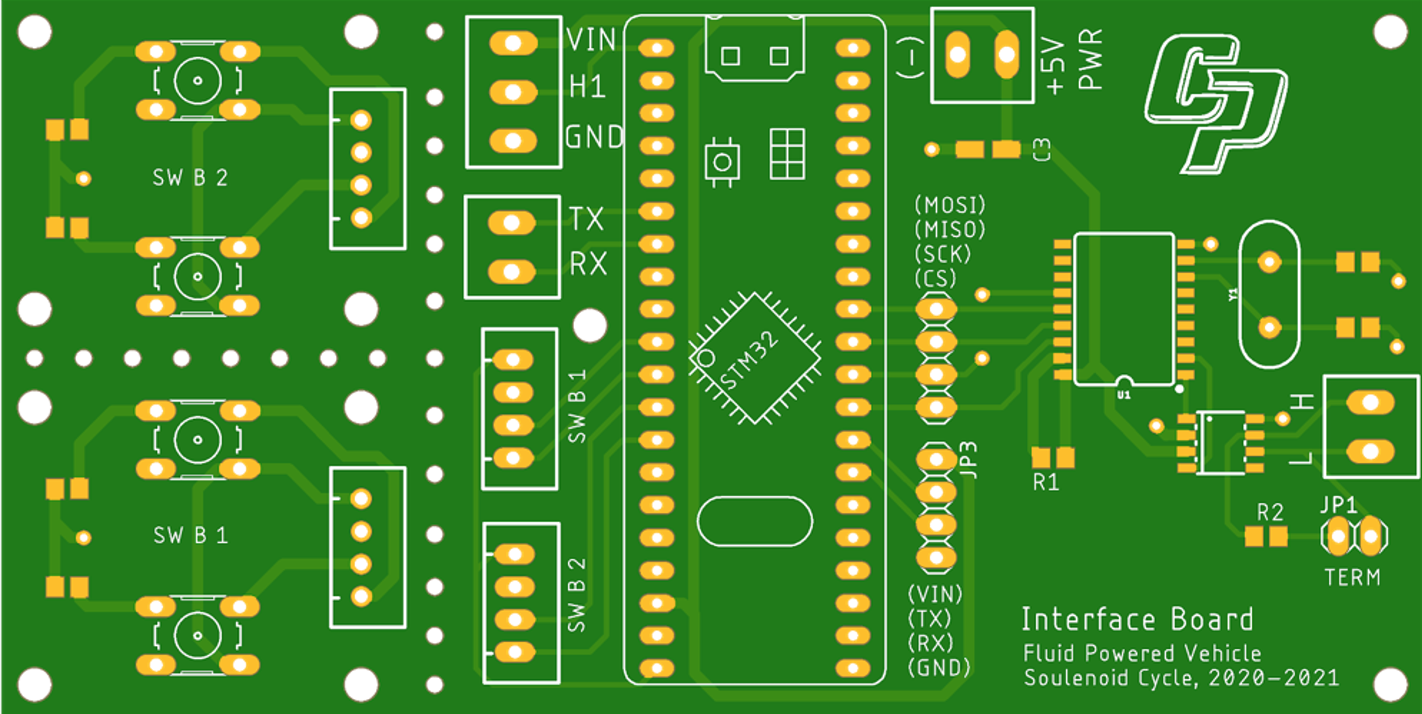 VIN
H1
GND
TX
RX
SW B 2
SW B 1
SW B 1
SW B 2
STM32
(-)
+5V
PWR
C3
CP
(MOSI)
(MISO)
(SCK)
(CS)
JP3
(VIN)
(TX)
(RX)
(GND)
U1
Y1
R1
H
L
R2
JP1
TERM
Interface Board
Fluid Powered Vehicle
Soulenoid Cycle, 2020-2021